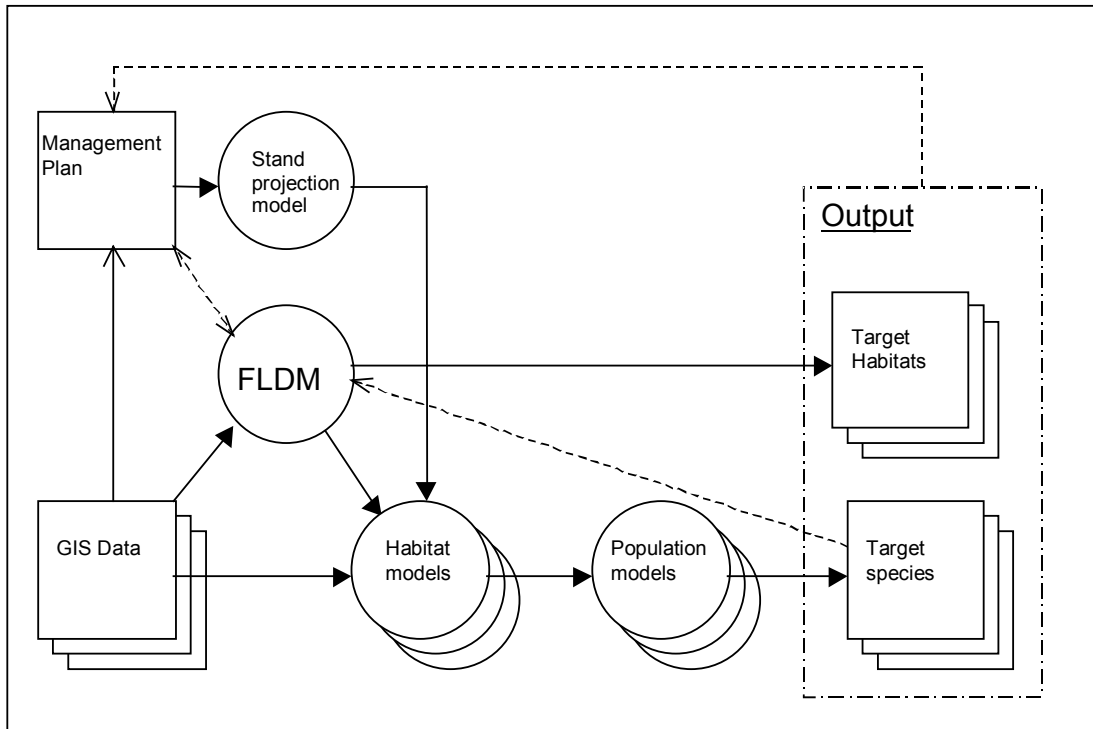 Management
Plan
Stand
projection
model
Output
FLDM
Target
Habitats
GIS Data
Habitat
models
Population
models
Target
species